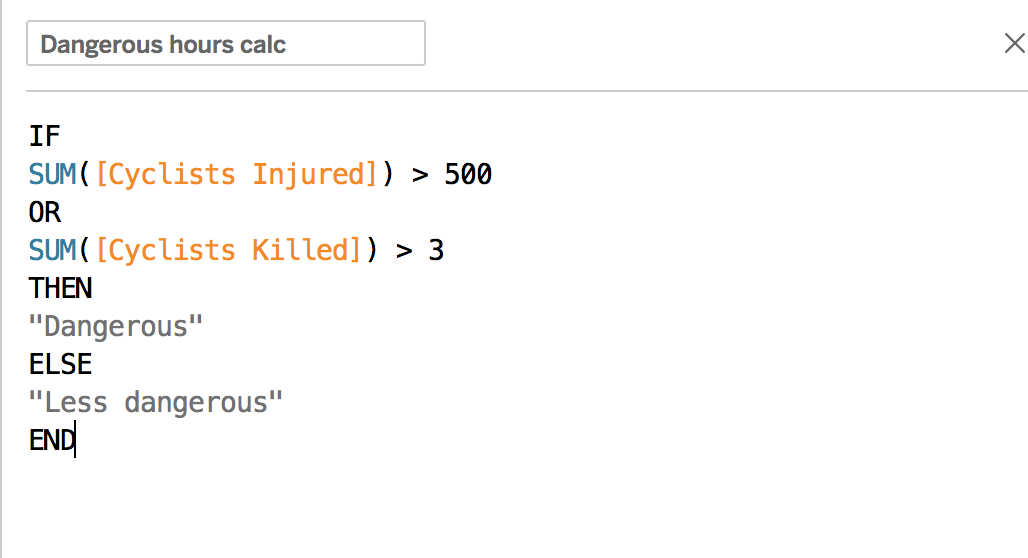 Dangerous hours calc
IF
SUM([Cyclists Injured]) > 500
OR
SUM([Cyclists Killed]) > 3
THEN
"Dangerous"
ELSE
"Less dangerous"
END